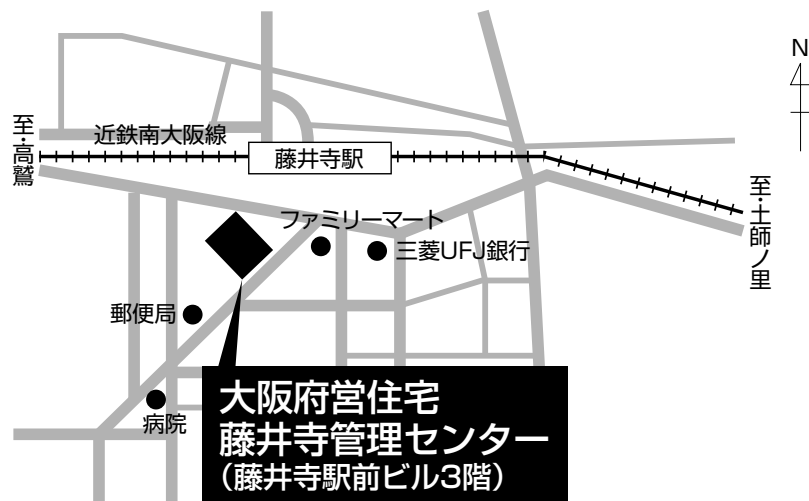 N
近鉄南大阪線
至・高鷲
藤井寺駅
至・土師ノ里
ファミリーマート
三菱UFJ銀行
郵便局
病院
大阪府営住宅
藤井寺管理センター
(藤井寺駅前ビル3階)